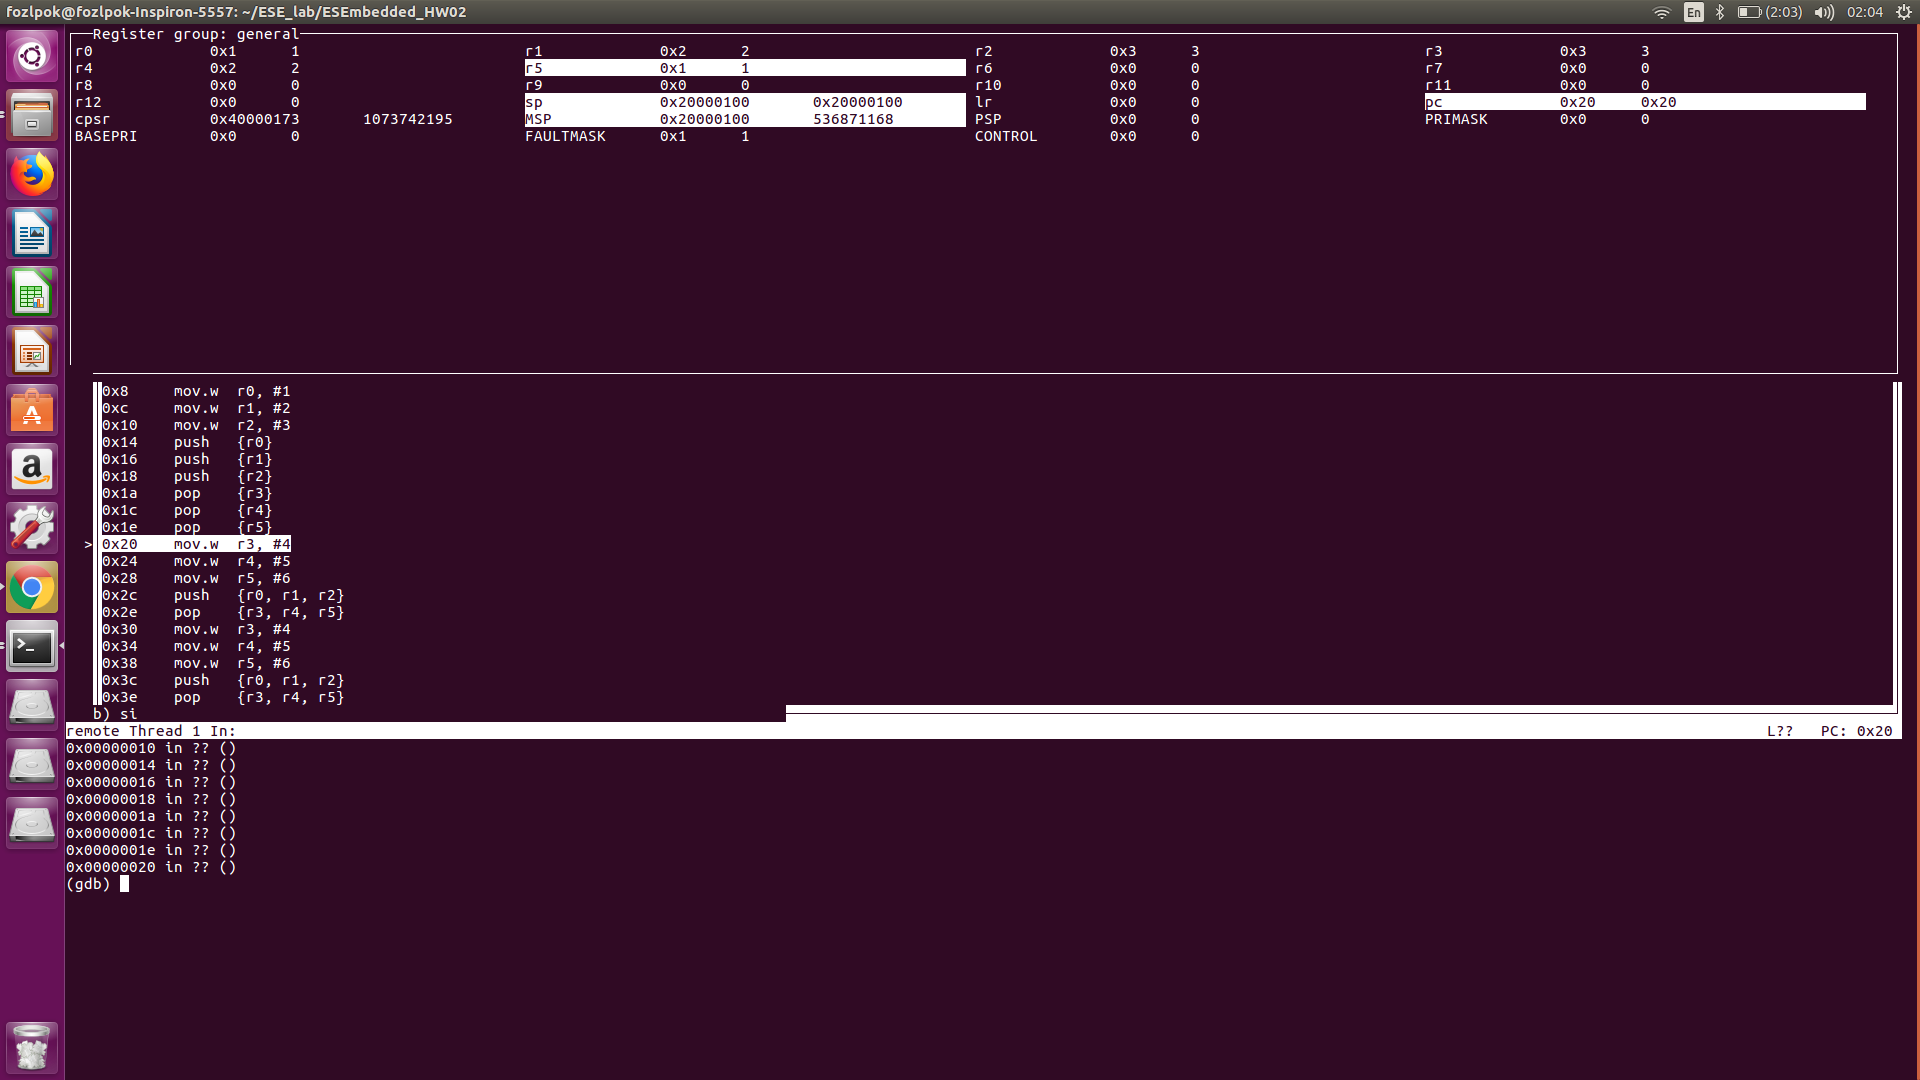 fozlpok@fozlpok-Inspiron-5557: ~/ESE_lab/ESEmbedded_HW02 En (2:03) 02:04
Register group: general
r0 0x1 1 r1 0x2 2 r2 0x3 3 r3 0x3 3
r4 0x2 2 r5 0x1 1 r6 0x0 0 r7 0x0 0
r8 0x0 0 r9 0x0 0 r10 0x0 0 r11 0x0 0
r12 0x0 0 sp 0x20000100 0x20000100 lr 0x0 0 pc 0x20 0x20
cpsr 0x40000173 1073742195 MSP 0x20000100 536871168 PSP 0x0 0 PRIMASK 0x0 0
BASEPRI 0x0 0 FAULTMASK 0x1 1 CONTROL 0x0 0
0x8 mov.w r0, #1
0xc mov.w r1, #2
0x10 mov.w r2, #3
0x14 push {r0}
0x16 push {r1}
0x18 push {r2}
0x1a pop {r3}
0x1c pop {r4}
0x1e pop {r5}
> 0x20 mov.w r3, #4
0x24 mov.w r4, #5
0x28 mov.w r5, #6
0x2c push {r0, r1, r2}
0x2e pop {r3, r4, r5}
0x30 mov.w r3, #4
0x34 mov.w r4, #5
0x38 mov.w r5, #6
0x3c push {r0, r1, r2}
0x3e pop {r3, r4, r5}
b) si
remote Thread 1 In: L?? PC: 0x20
0x00000010 in ?? ()
0x00000014 in ?? ()
0x00000016 in ?? ()
0x00000018 in ?? ()
0x0000001a in ?? ()
0x0000001c in ?? ()
0x0000001e in ?? ()
0x00000020 in ?? ()
(gdb)